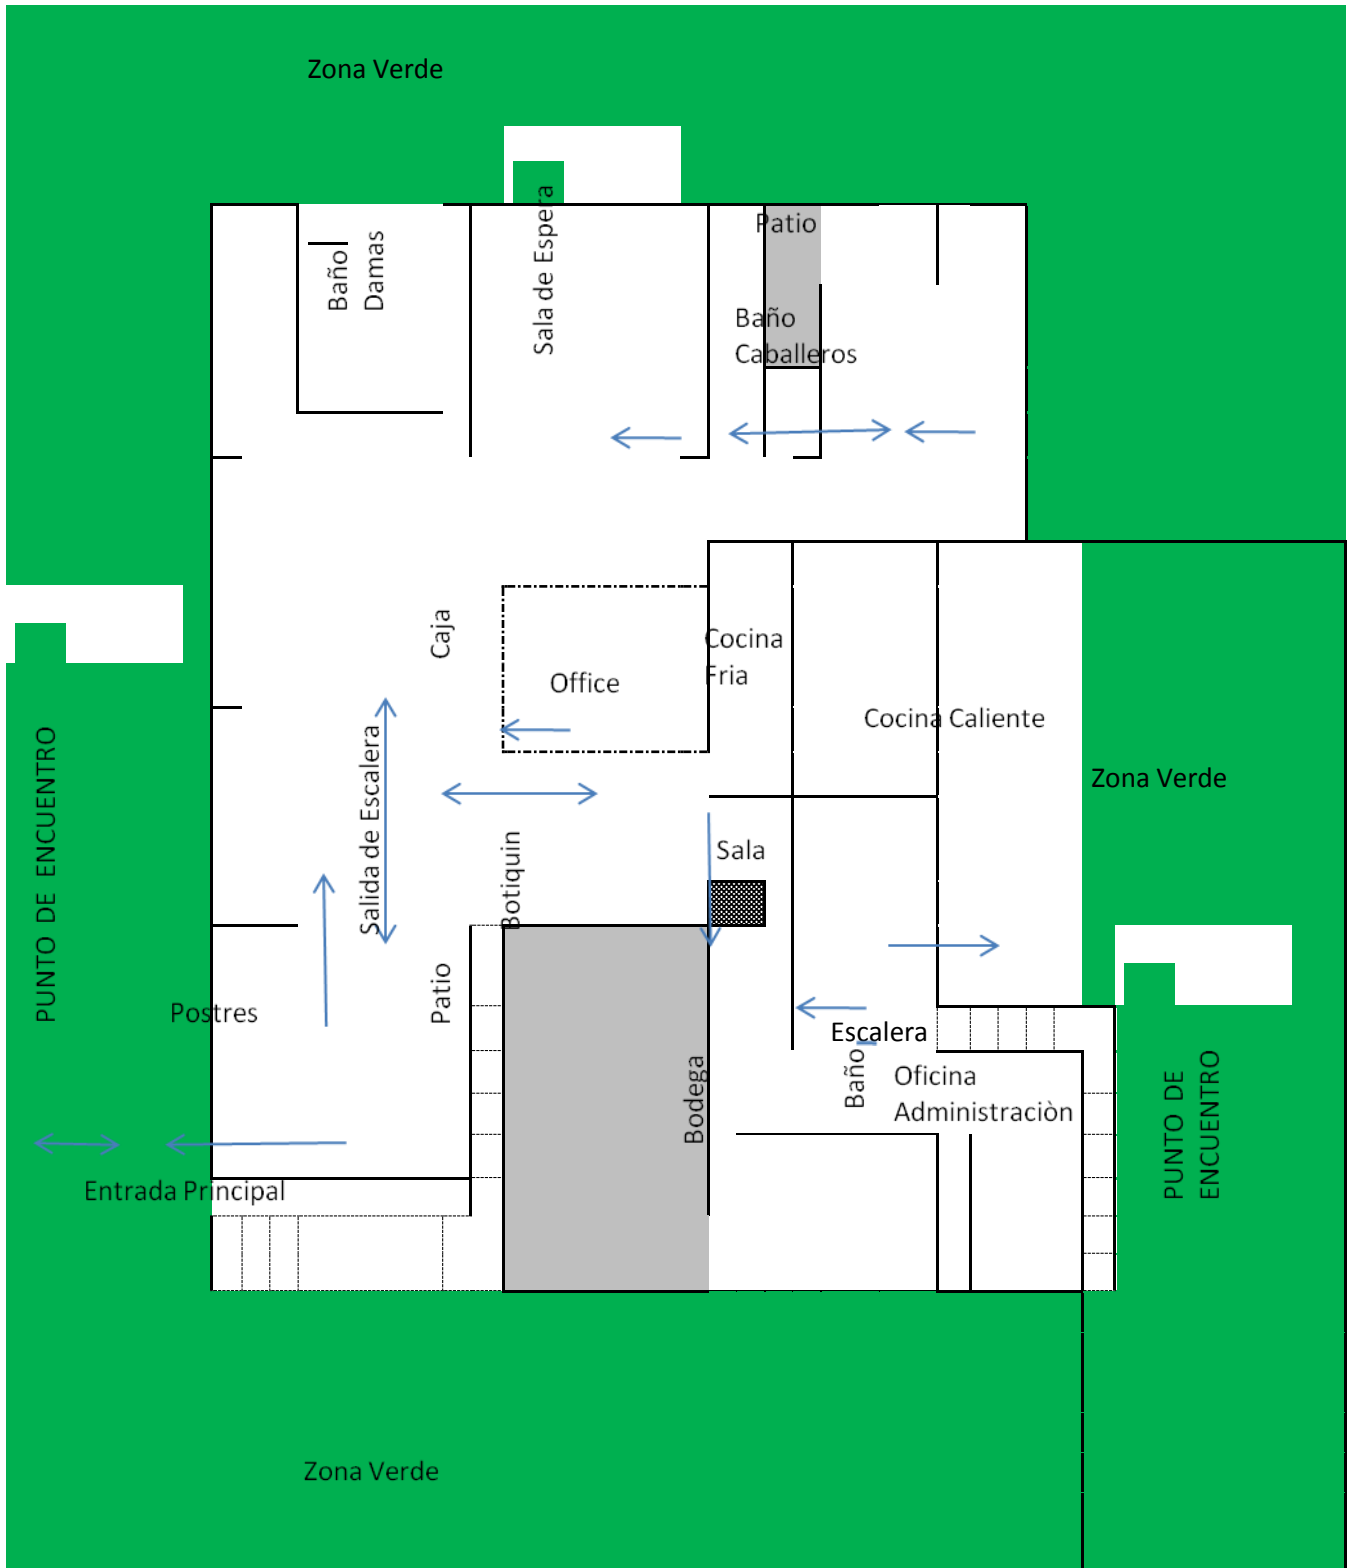 Zona Verde
Sala de Espera
Patio
Baño
Damas
Baño
Caballeros
Caja
Cocina
Fria
Office
Cocina Caliente
Salida de Escalera
Zona Verde
PUNTO DE ENCUENTRO
Botiquin
Sala
Patio
Postres
Escalera
Bodega
Baño
Oficina
Administraciòn
PUNTO DE
ENCUENTRO
Entrada Principal
Zona Verde